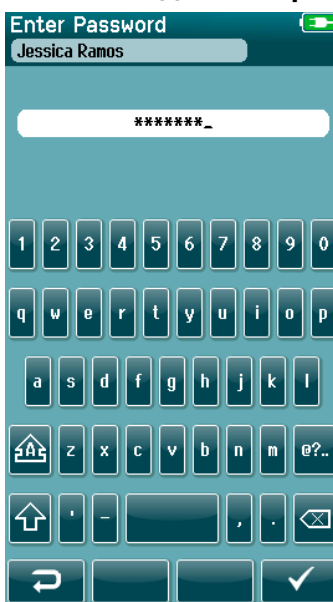 Enter Password
Jessica Ramos
*******_
1 2 3 4 5 6 7 8 9 0
q w e r t y u i o p
a s d f g h j k l
A z x c v b n m @?..
' - , .